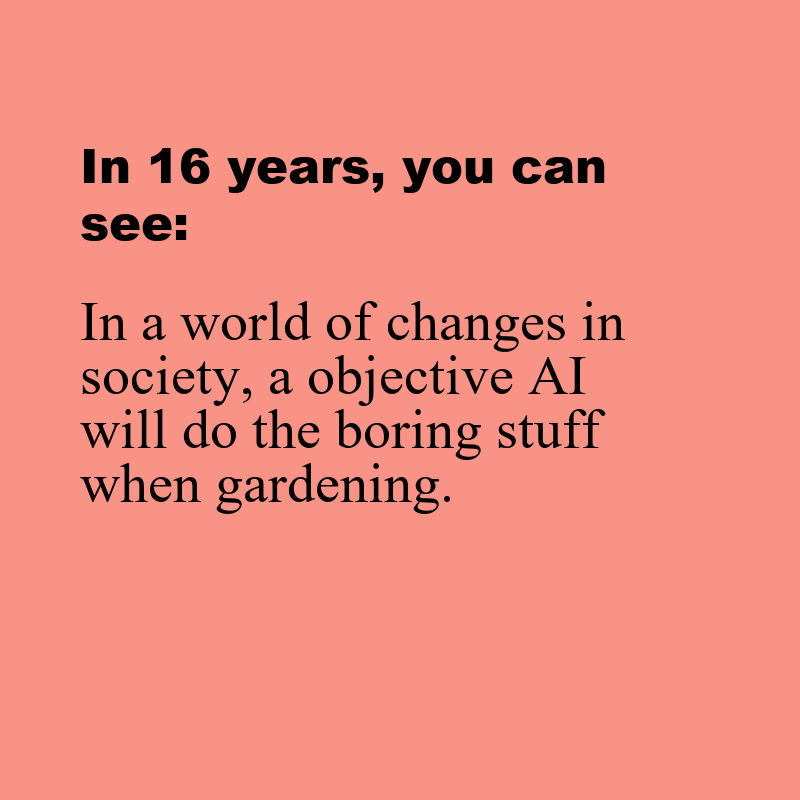 In 16 years, you can
see:
In a world of changes in
society, a objective AI
will do the boring stuff
when gardening.